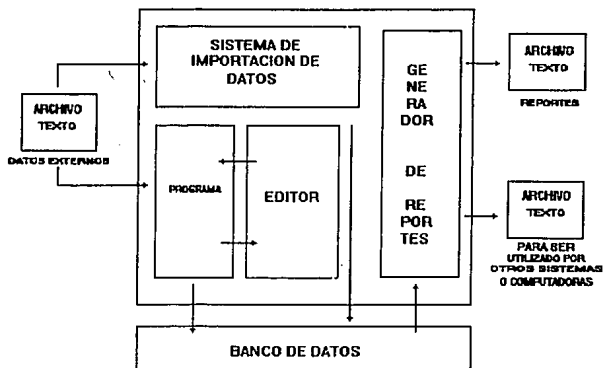 SISTEMA DE
IMPORTACION DE
DATOS
ARCHIVO
TEXTO
DATOS EXTERNOS
PROGRAMA
EDITOR
GE
NE
RA
DOR
DE
RE
POR
TES
ARCHIVO
TEXTO
REPORTES
ARCHIVO
TEXTO
PARA SER
UTILIZADO POR
OTROS SISTEMAS
O COMPUTADORAS
BANCO DE DATOS